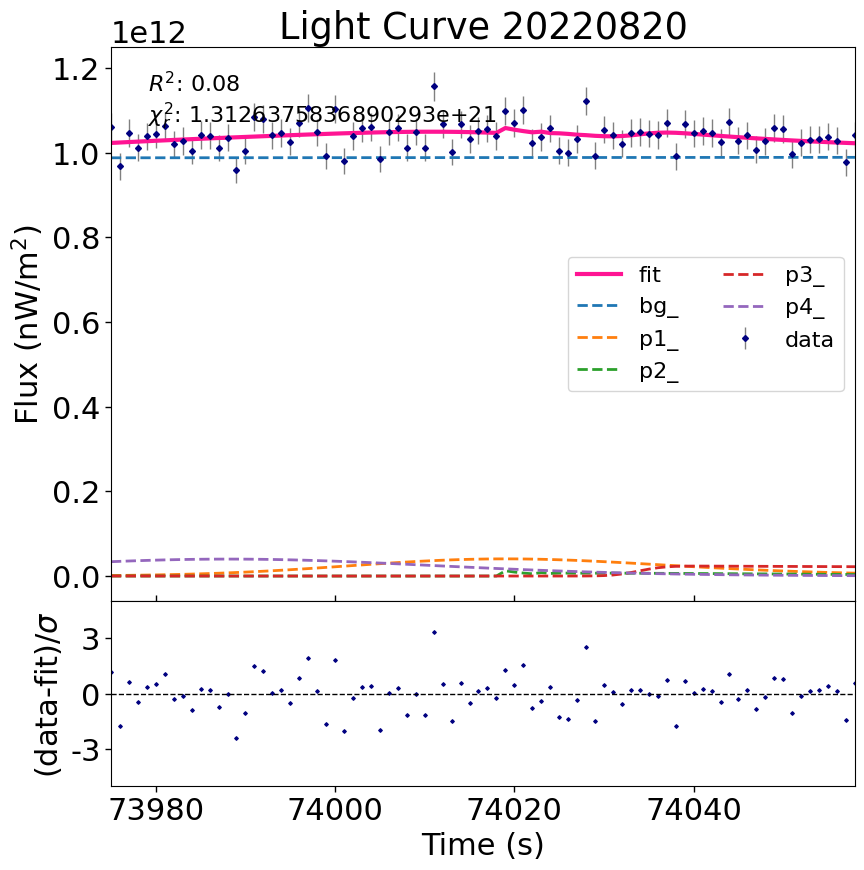 Light Curve 20220820
1e12
R²: 0.08
χ²: 1.3126375836890293e+21
1.2
1.0
0.8
0.6
0.4
0.2
0.0
Flux (nW/m²)
fit
bg_
p1_
p2_
p3_
p4_
data
3
0
-3
(data-fit)/σ
73980
74000
74020
74040
Time (s)